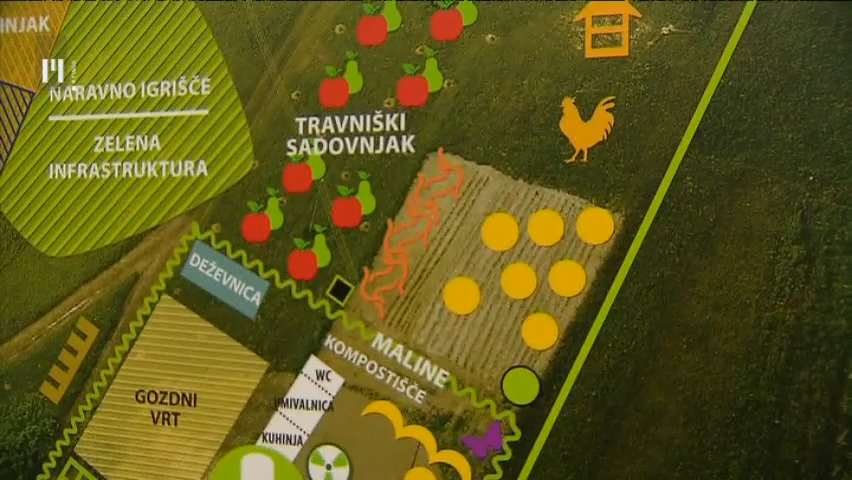 NJAK
NARAVNO IGRIŠČE
ZELENA
INFRASTRUKTURA
TRAVNIŠKI
SADOVNJAK
DEŽEVNICA
MALINE
KOMPOSTIŠČE
GOZDNI
VRT
WC
UMIVALNICA
KUHINJA